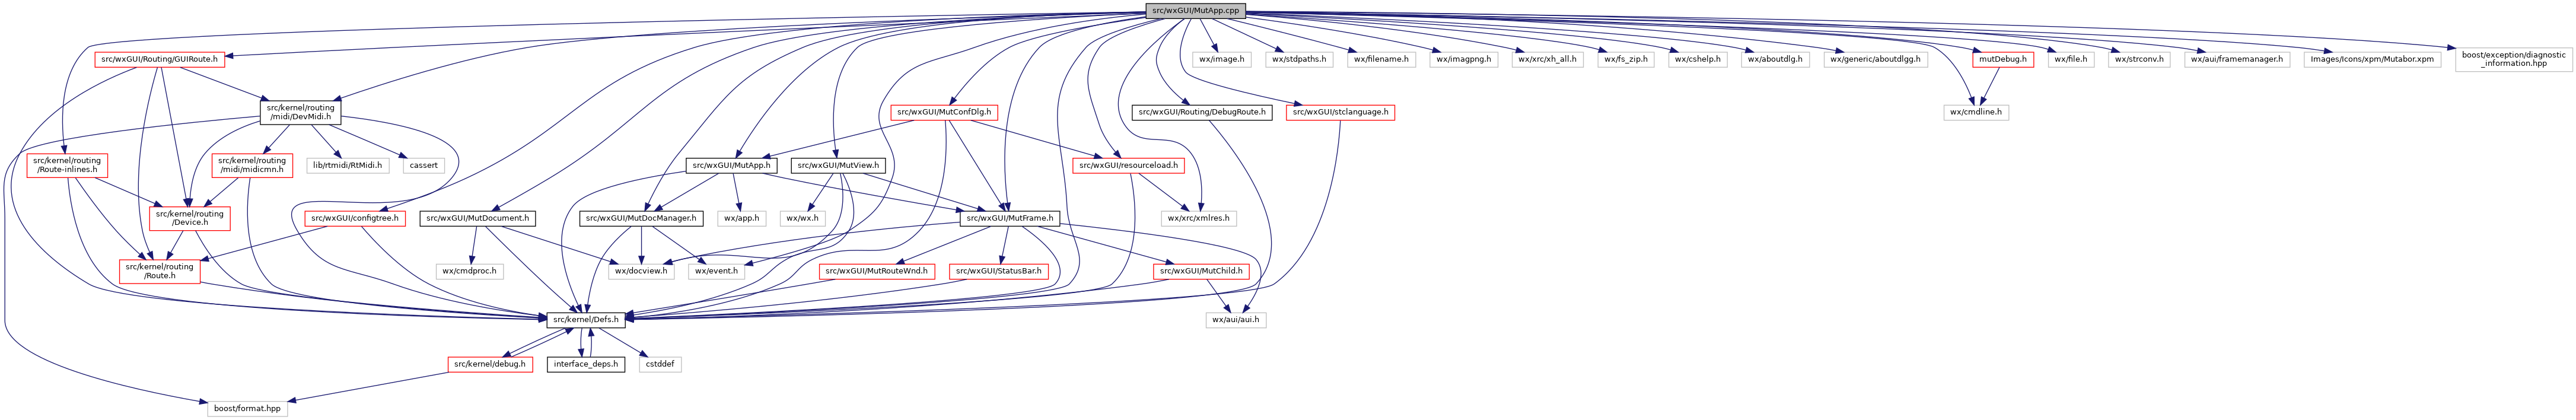 src/wxGUI/MutApp.cpp
src/wxGUI/Routing/GUIRoute.h
wx/image.h
wx/stdpaths.h
wx/filename.h
wx/imagpng.h
wx/xrc/xh_all.h
wx/fs_zip.h
wx/cshelp.h
wx/aboutdlg.h
wx/generic/aboutdlgg.h
mutDebug.h
wx/file.h
wx/strconv.h
wx/aui/framemanager.h
Images/Icons/xpm/Mutabor.xpm
boost/exception/diagnostic
_information.hpp
src/kernel/routing
/midi/DevMidi.h
src/wxGUI/MutConfDlg.h
src/wxGUI/Routing/DebugRoute.h
src/wxGUI/stclanguage.h
wx/cmdline.h
src/kernel/routing
/Route-inlines.h
src/kernel/routing
/midi/midicmn.h
lib/rtmidi/RtMidi.h
cassert
src/wxGUI/MutApp.h
src/wxGUI/MutView.h
src/wxGUI/resourceload.h
src/kernel/routing
/Device.h
src/wxGUI/configtree.h
src/wxGUI/MutDocument.h
src/wxGUI/MutDocManager.h
wx/app.h
wx/wx.h
src/wxGUI/MutFrame.h
wx/xrc/xmlres.h
src/kernel/routing
/Route.h
wx/cmdproc.h
wx/docview.h
wx/event.h
src/wxGUI/MutRouteWnd.h
src/wxGUI/StatusBar.h
src/wxGUI/MutChild.h
src/kernel/Defs.h
wx/aui/aui.h
src/kernel/debug.h
interface_deps.h
cstddef
boost/format.hpp